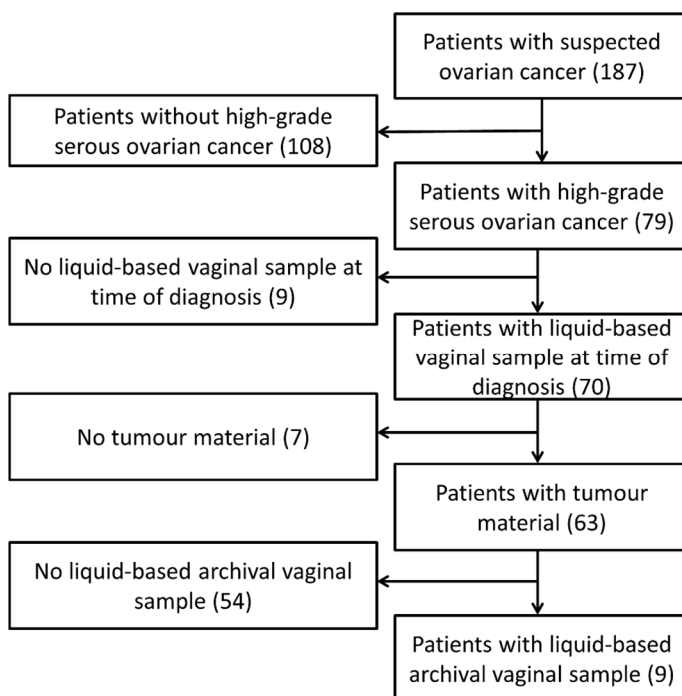 Patients with suspected
ovarian cancer (187)
Patients without high-grade
serous ovarian cancer (108)
Patients with high-grade
serous ovarian cancer (79)
No liquid-based vaginal sample at
time of diagnosis (9)
Patients with liquid-based
vaginal sample at time of
diagnosis (70)
No tumour material (7)
Patients with tumour
material (63)
No liquid-based archival vaginal
sample (54)
Patients with liquid-based
archival vaginal sample (9)